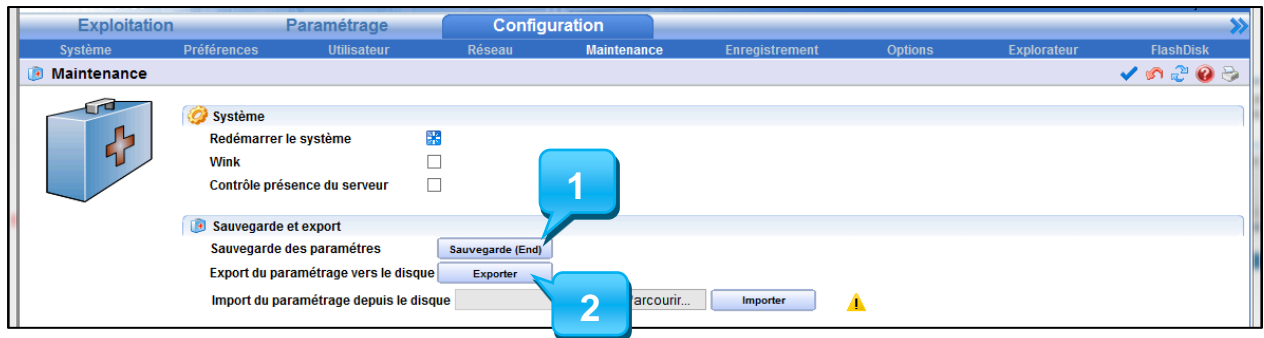 Exploitation Paramétrage Configuration
Système Préférences Utilisateur Réseau Maintenance Enregistrement Options Explorateur FlashDisk
Maintenance
Système
Redémarrer le système
Wink
Contrôle présence du serveur
1
Sauvegarde et export
Sauvegarde des paramétres Sauvegarde (End)
Export du paramétrage vers le disque Exporter
Import du paramétrage depuis le disque arcourir... Importer
2